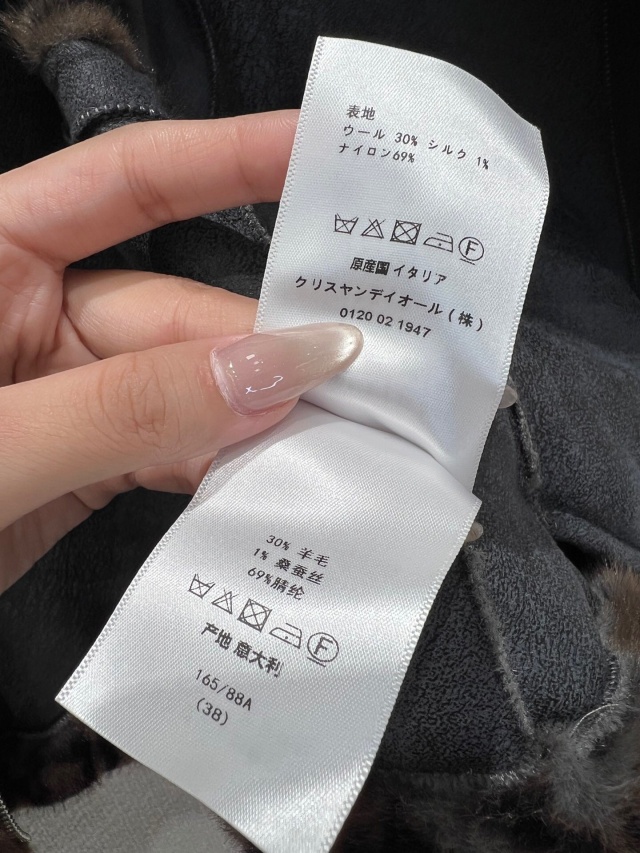 表地
ウール 30% シルク 1%
ナイロン69%
F
原産国 イタリア
クリスヤンデイオール(株)
0120 02 1947
30% 羊毛
1% 桑蚕丝
69%腈纶
F
产地 意大利
165/88A
(38)